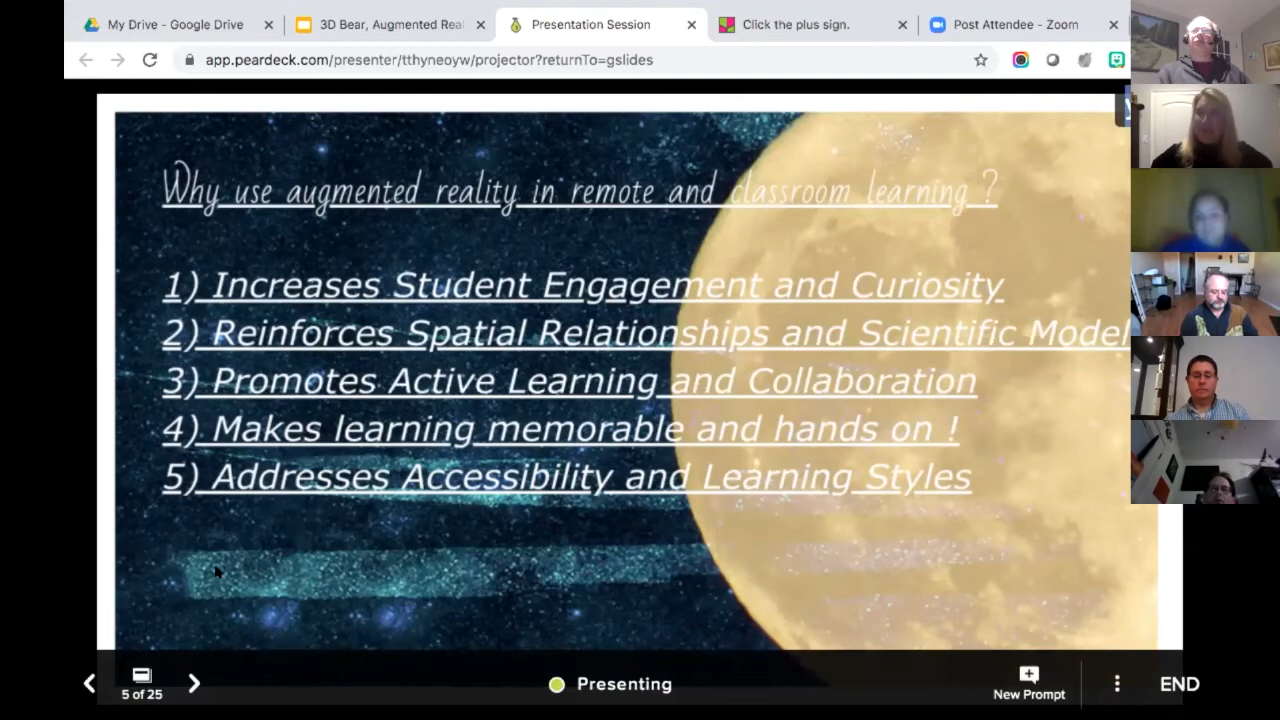 My Drive - Google Drive
3D Bear, Augmented Real
Presentation Session
Click the plus sign.
Post Attendee - Zoom
app.peardeck.com/presenter/tthyneoyw/projector?returnTo=gslides
Why use augmented reality in remote and classroom learning ?
1) Increases Student Engagement and Curiosity
2) Reinforces Spatial Relationships and Scientific Model
3) Promotes Active Learning and Collaboration
4) Makes learning memorable and hands on !
5) Addresses Accessibility and Learning Styles
5 of 25
Presenting
New Prompt
END